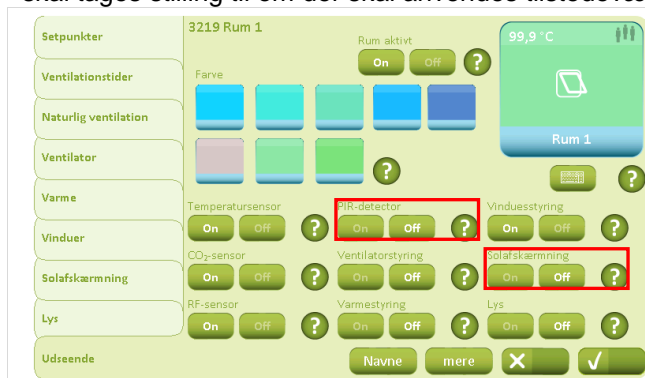 skal tages stilling til om der skal anvendes
3219 Rum 1
Setpunkter
Ventilationstider
Naturlig ventilation
Ventilator
Varme
Vinduer
Solafskærmning
Lys
Udseende
Rum aktivt
On Off ?
Farve
?
99,9 °C
Rum 1
?
Temperatursensor
On Off ?
PIR-detector
On Off ?
Vinduesstyring
On Off ?
CO₂-sensor
On Off ?
Ventilatorstyring
On Off ?
Solafskærmning
On Off ?
RF-sensor
On Off ?
Varmestyring
On Off ?
Lys
On Off ?
Navne mere